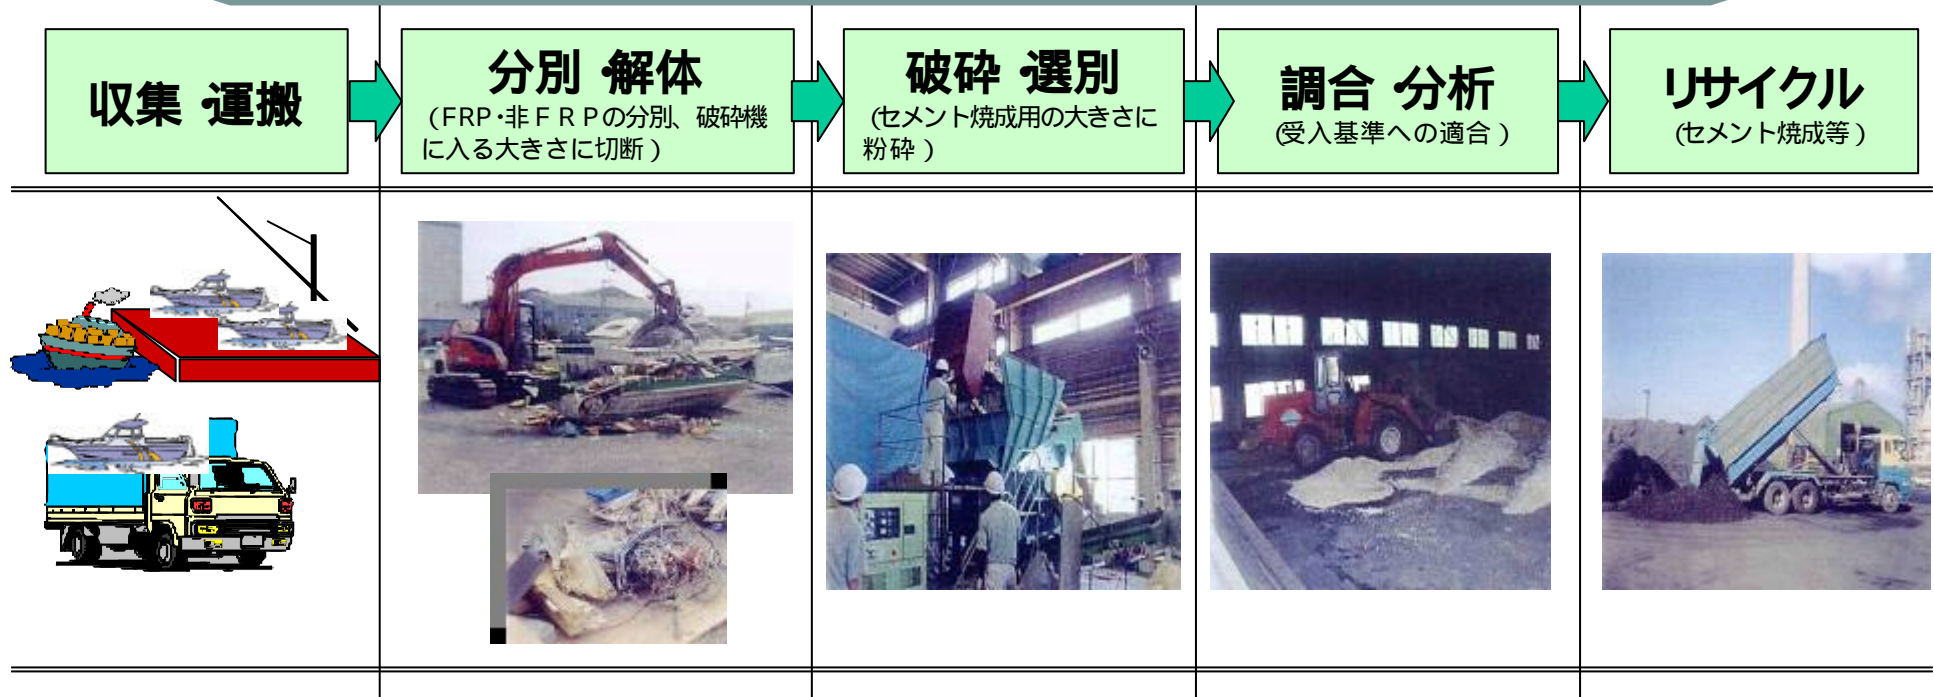 収集・運搬
分別・解体
(FRP・非FRPの分別、破砕機
に入る大きさに切断)
破砕・選別
(セメント焼成用の大きさに
粉砕)
調合・分析
(受入基準への適合)
リサイクル
(セメント焼成等)